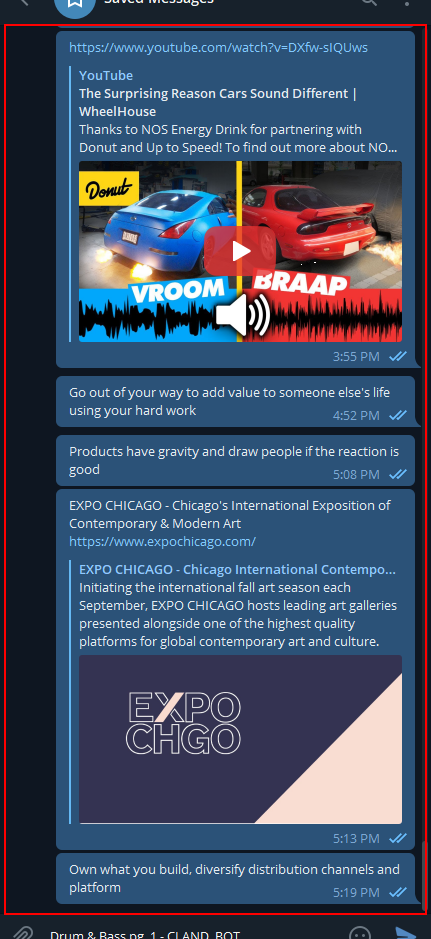 Saved Messages
https://www.youtube.com/watch?v=DXfw-sIQUws
YouTube
The Surprising Reason Cars Sound Different |
WheelHouse
Thanks to NOS Energy Drink for partnering with
Donut and Up to Speed! To find out more about NO...
Donut
VROOM
BRAAP
3:55 PM
Go out of your way to add value to someone else's life
using your hard work
4:52 PM
Products have gravity and draw people if the reaction is
good
5:08 PM
EXPO CHICAGO - Chicago's International Exposition of
Contemporary & Modern Art
https://www.expochicago.com/
EXPO CHICAGO - Chicago International Contempo...
Initiating the international fall art season each
September, EXPO CHICAGO hosts leading art galleries
presented alongside one of the highest quality
platforms for global contemporary art and culture.
EXPO
CHGO
5:13 PM
Own what you build, diversify distribution channels and
platform
5:19 PM
Drum & Bass pg. 1 - CLAND_BOT